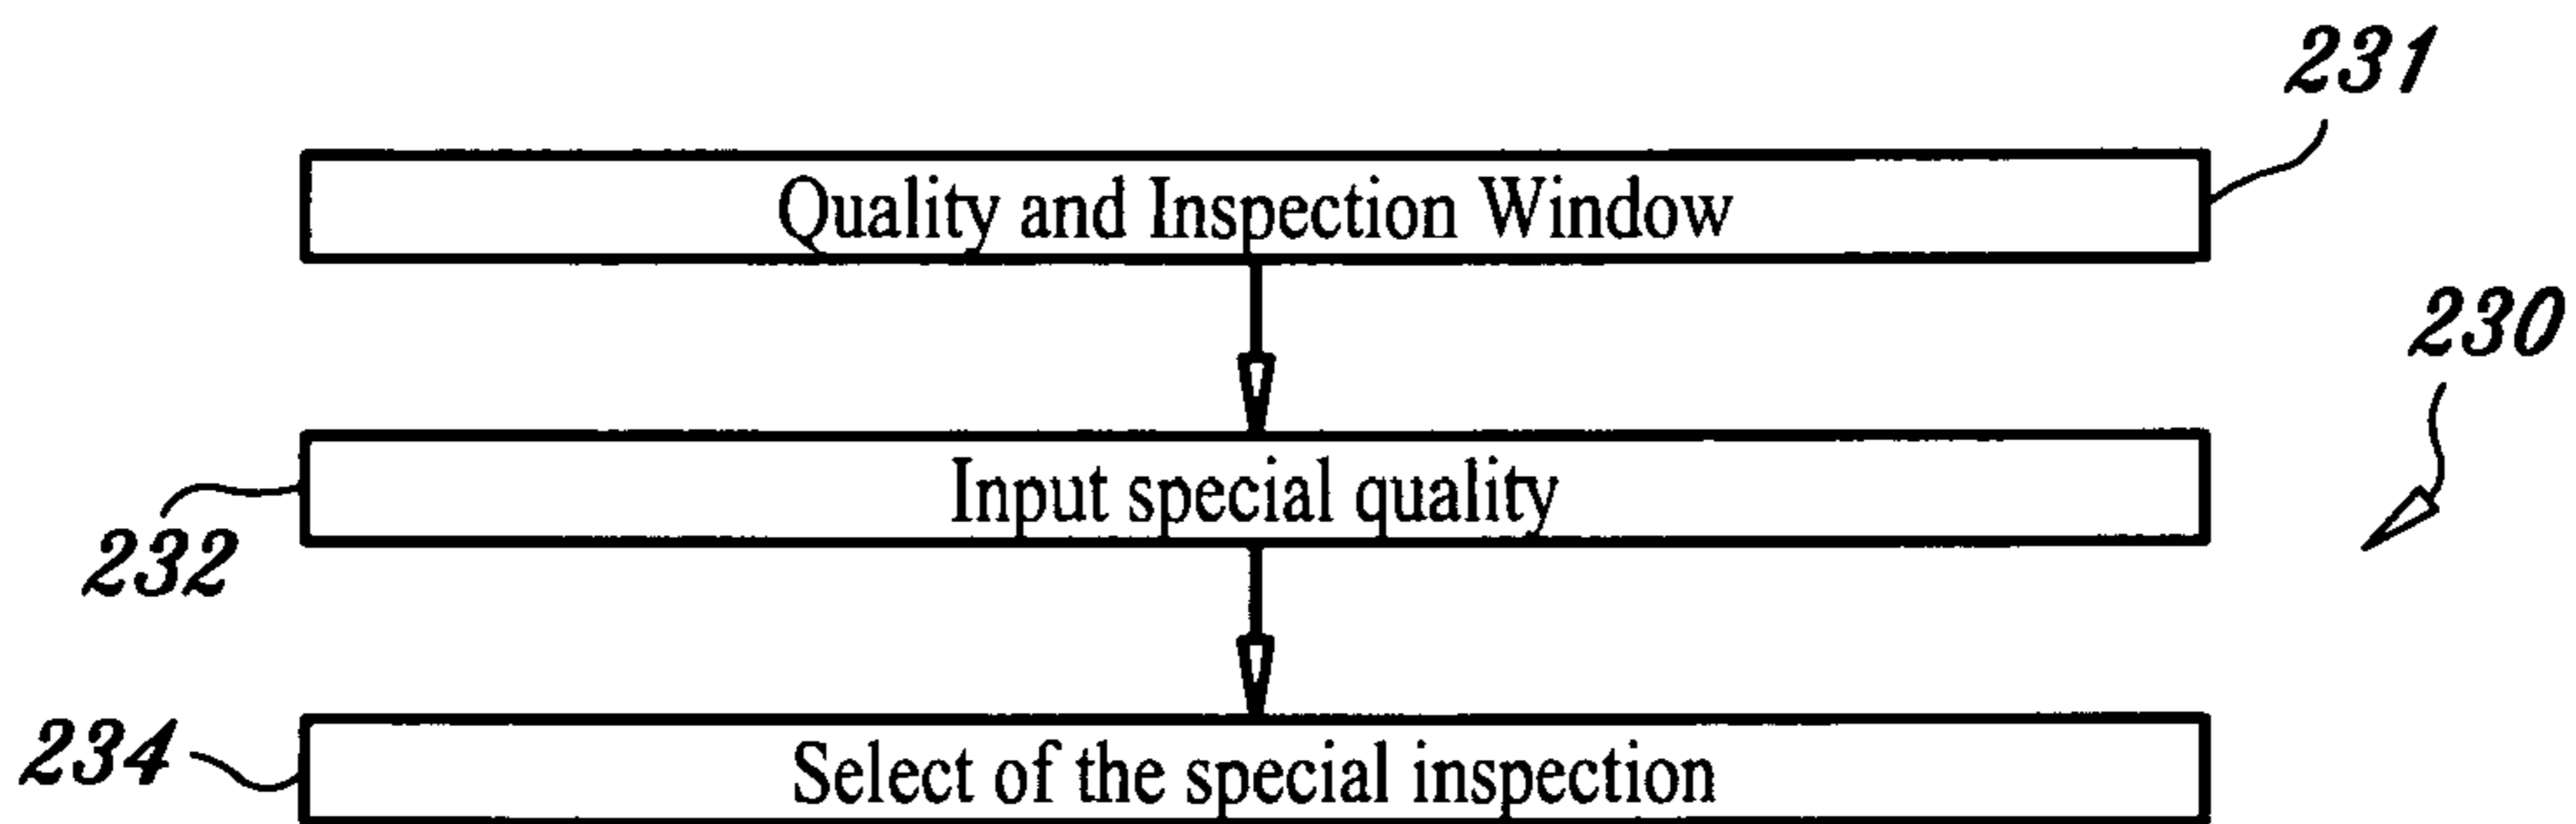 231
Quality and Inspection Window
230
Input special quality
232
234
Select of the special inspection